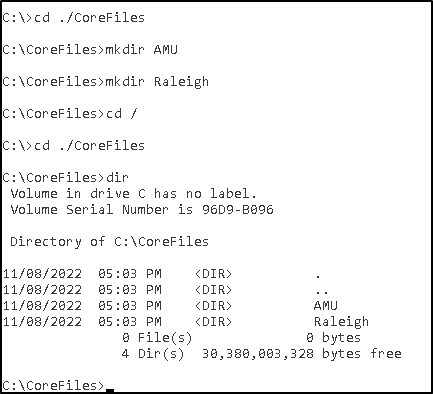 C:\>cd ./CoreFiles
C:\CoreFiles>mkdir AMU
C:\CoreFiles>mkdir Raleigh
C:\CoreFiles>cd /
C:\>cd ./CoreFiles
C:\CoreFiles>dir
Volume in drive C has no label.
Volume Serial Number is 96D9-B096
Directory of C:\CoreFiles
11/08/2022  05:03 PM    <DIR>          .
11/08/2022  05:03 PM    <DIR>          ..
11/08/2022  05:03 PM    <DIR>          AMU
11/08/2022  05:03 PM    <DIR>          Raleigh
0 File(s)              0 bytes
4 Dir(s)  30,380,003,328 bytes free
C:\CoreFiles>